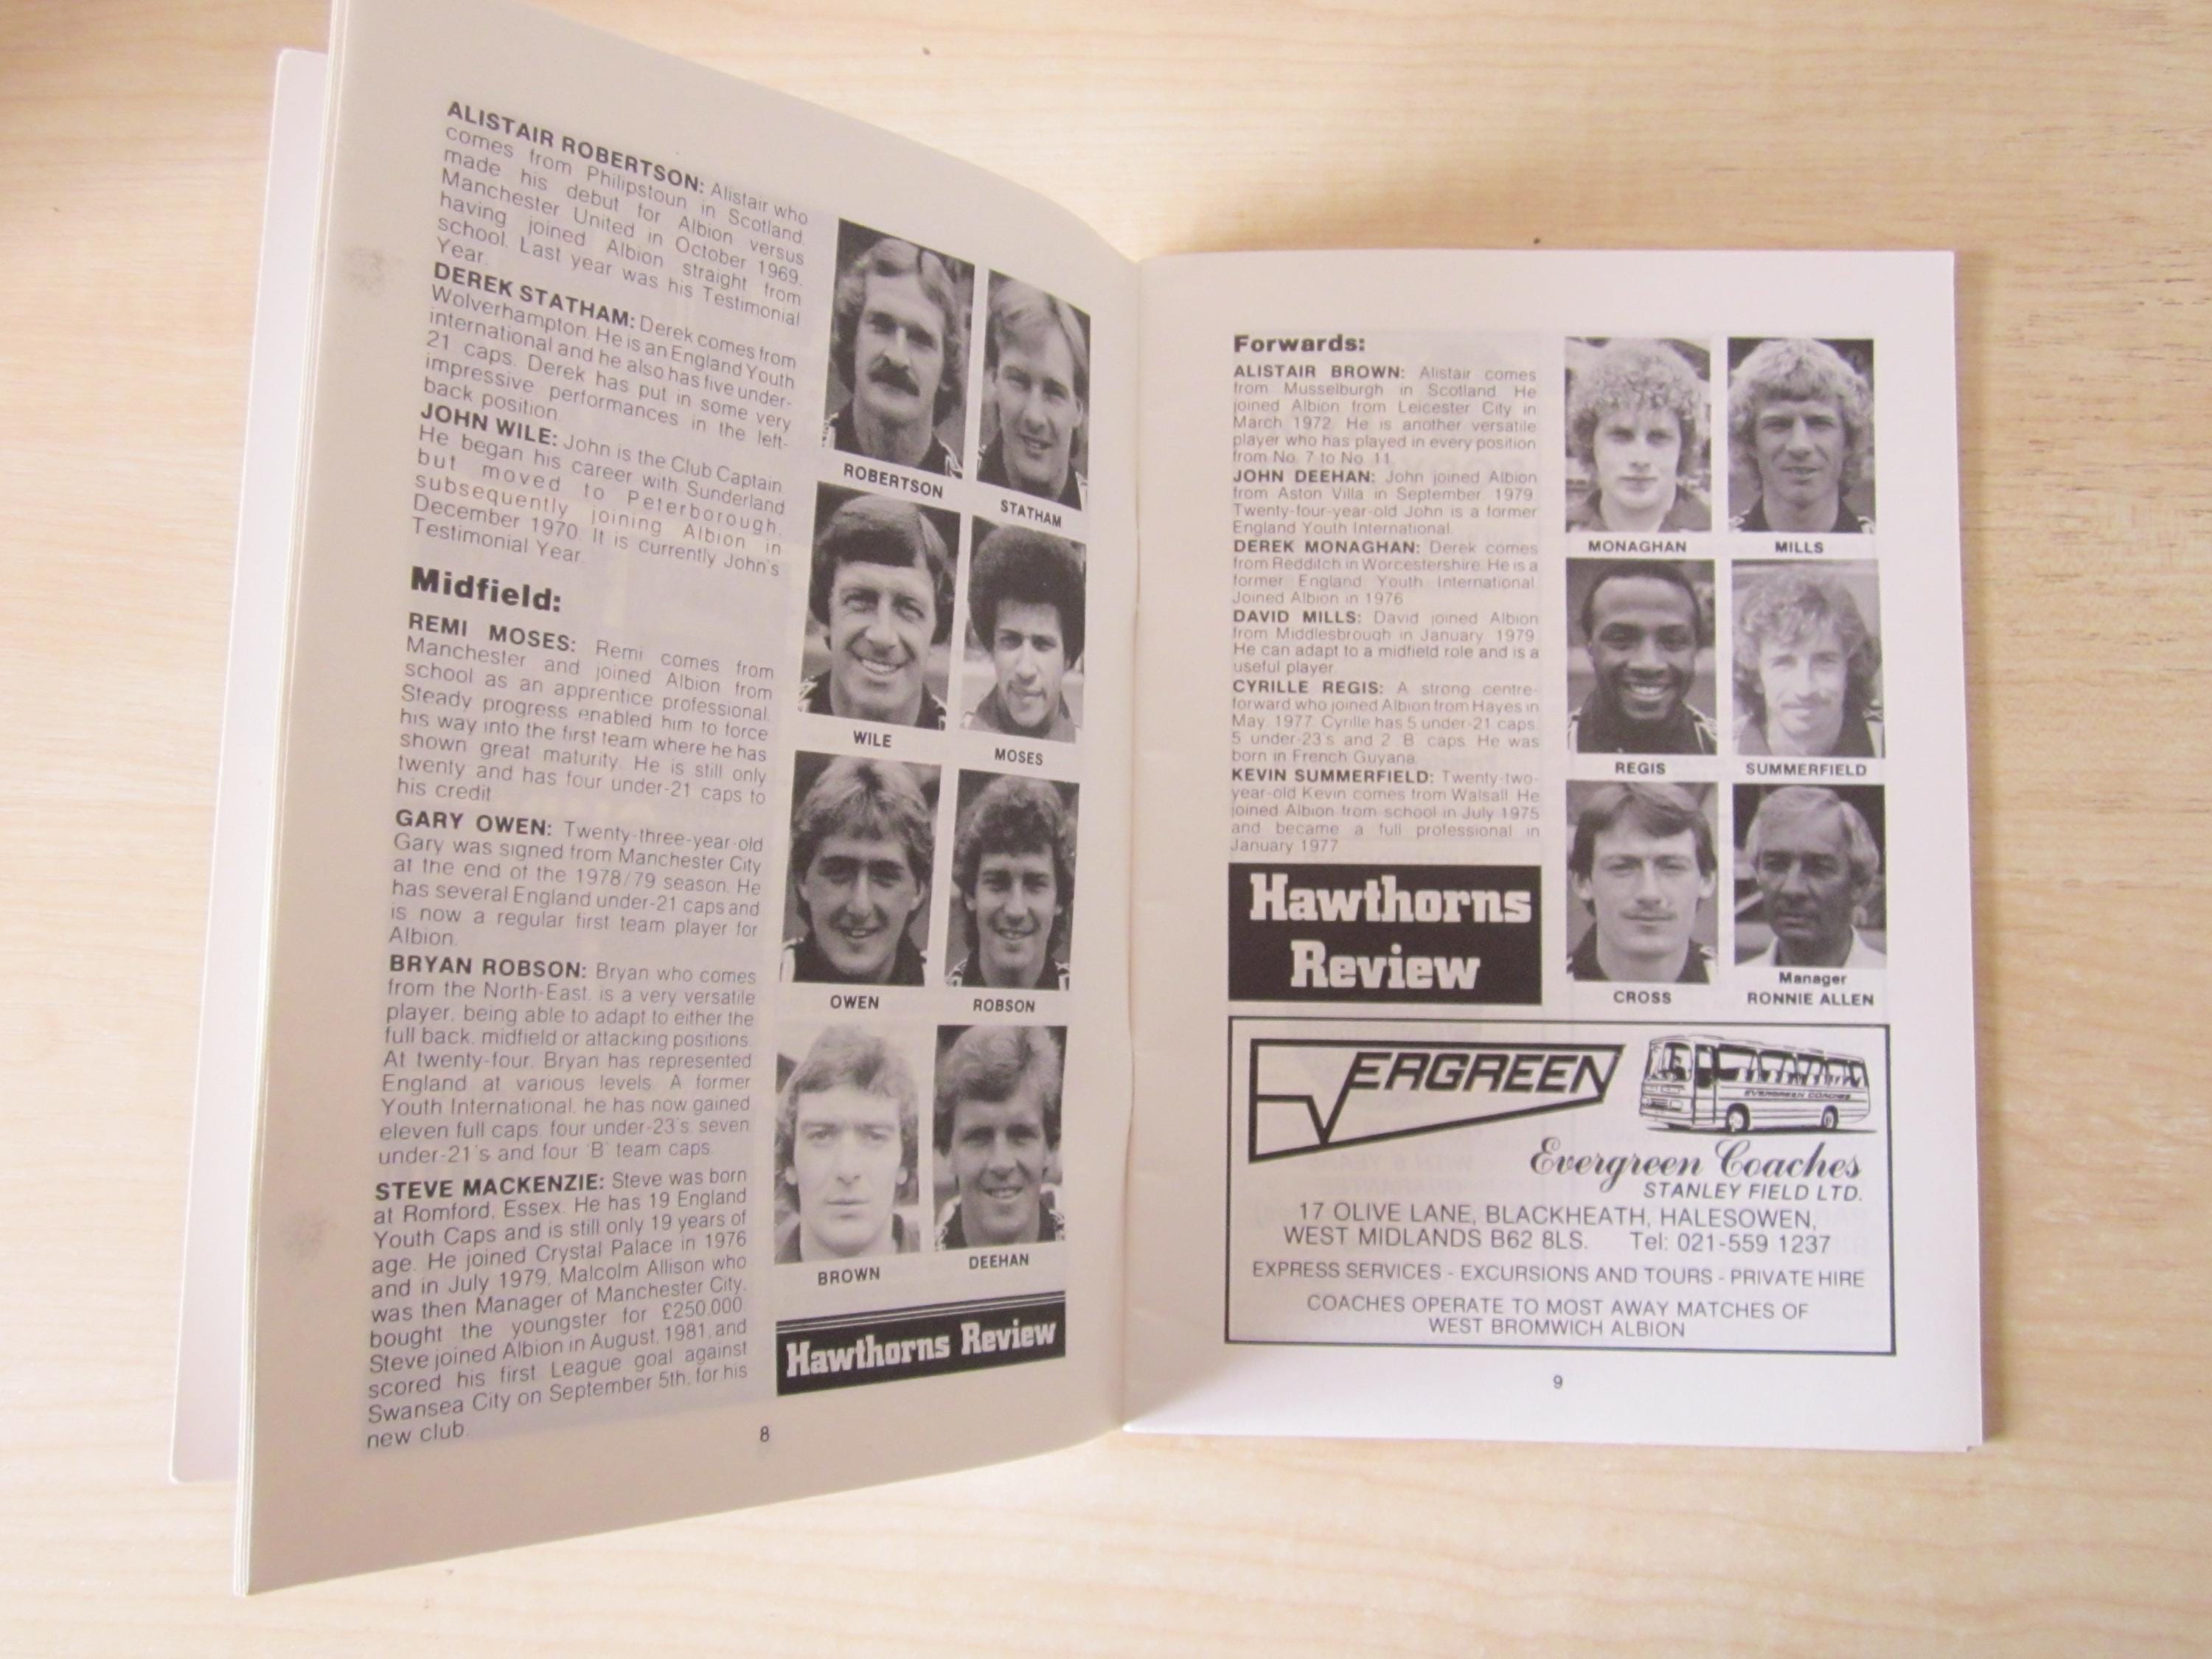 ALISTAIR ROBERTSON: Alistair who
comes from Philipstoun in Scotland
made his debut for Albion versus
Manchester United in October 1969,
having joined Albion straight from
school. Last year was his Testimonial
Year.
DEREK STATHAM: Derek comes from
Wolverhampton. He is an England Youth
international and he also has five under-
21 caps. Derek has put in some very
impressive performances in the left-
back position.
JOHN WILE: John is the Club Captain
He began his career with Sunderland
but moved to Peterborough,
subsequently joining Albion in
December 1970. It is currently John's
Testimonial Year.
Midfield:
REMI MOSES: Remi comes from
Manchester and joined Albion from
school as an apprentice professional.
Steady progress enabled him to force
his way into the first team where he has
shown great maturity. He is still only
twenty and has four under-21 caps to
his credit
GARY OWEN: Twenty-three-year-old
Gary was signed from Manchester City
at the end of the 1978/79 season. He
has several England under-21 caps and
is now a regular first team player for
Albion.
BRYAN ROBSON: Bryan who comes
from the North-East, is a very versatile
player, being able to adapt to either the
full back, midfield or attacking positions.
At twenty-four, Bryan has represented
England at various levels. A former
Youth International, he has now gained
eleven full caps, four under-23's, seven
under-21's and four 'B' team caps.
STEVE MACKENZIE: Steve was born
at Romford, Essex. He has 19 England
Youth Caps and is still only 19 years of
age. He joined Crystal Palace in 1976
and in July 1979, Malcolm Allison who
was then Manager of Manchester City,
bought the youngster for £250,000.
Steve joined Albion in August, 1981, and
scored his first League goal against
Swansea City on September 5th, for his
new club.
ROBERTSON
STATHAM
WILE
MOSES
OWEN
ROBSON
BROWN
DEEHAN
Hawthorns Review
8
Forwards:
ALISTAIR BROWN: Alistair comes
from Musselburgh in Scotland. He
joined Albion from Leicester City in
March 1972. He is another versatile
player who has played in every position
from No. 7 to No. 11.
JOHN DEEHAN: John joined Albion
from Aston Villa in September, 1979.
Twenty-four-year-old John is a former
England Youth International.
DEREK MONAGHAN: Derek comes
from Redditch in Worcestershire. He is a
former England Youth International.
Joined Albion in 1976
DAVID MILLS: David joined Albion
from Middlesbrough in January, 1979.
He can adapt to a midfield role and is a
useful player.
CYRILLE REGIS: A strong centre-
forward who joined Albion from Hayes in
May, 1977. Cyrille has 5 under-21 caps,
5 under-23's and 2 B caps. He was
born in French Guyana.
KEVIN SUMMERFIELD: Twenty-two-
year-old Kevin comes from Walsall. He
joined Albion from school in July 1975
and became a full professional in
January 1977
MONAGHAN
MILLS
REGIS
SUMMERFIELD
CROSS
Manager
RONNIE ALLEN
Hawthorns
Review
EVERGREEN
EVERGREEN COACHES
Evergreen Coaches
STANLEY FIELD LTD.
17 OLIVE LANE, BLACKHEATH, HALESOWEN,
WEST MIDLANDS B62 8LS. Tel: 021-559 1237
EXPRESS SERVICES - EXCURSIONS AND TOURS - PRIVATE HIRE
COACHES OPERATE TO MOST AWAY MATCHES OF
WEST BROMWICH ALBION
9